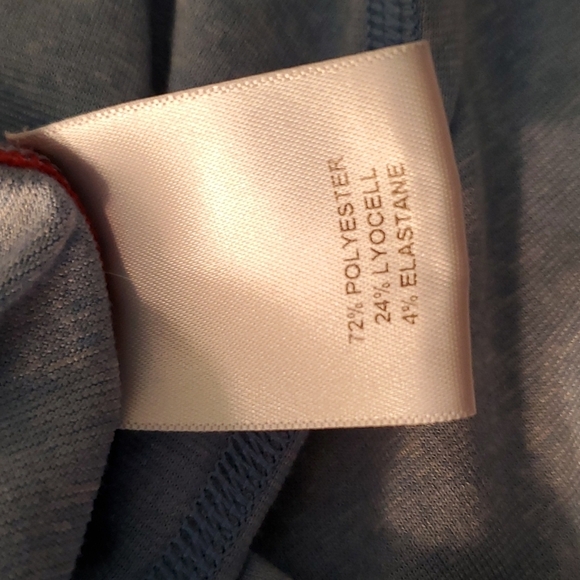 72% POLYESTER
24% LYOCELL
4% ELASTANE